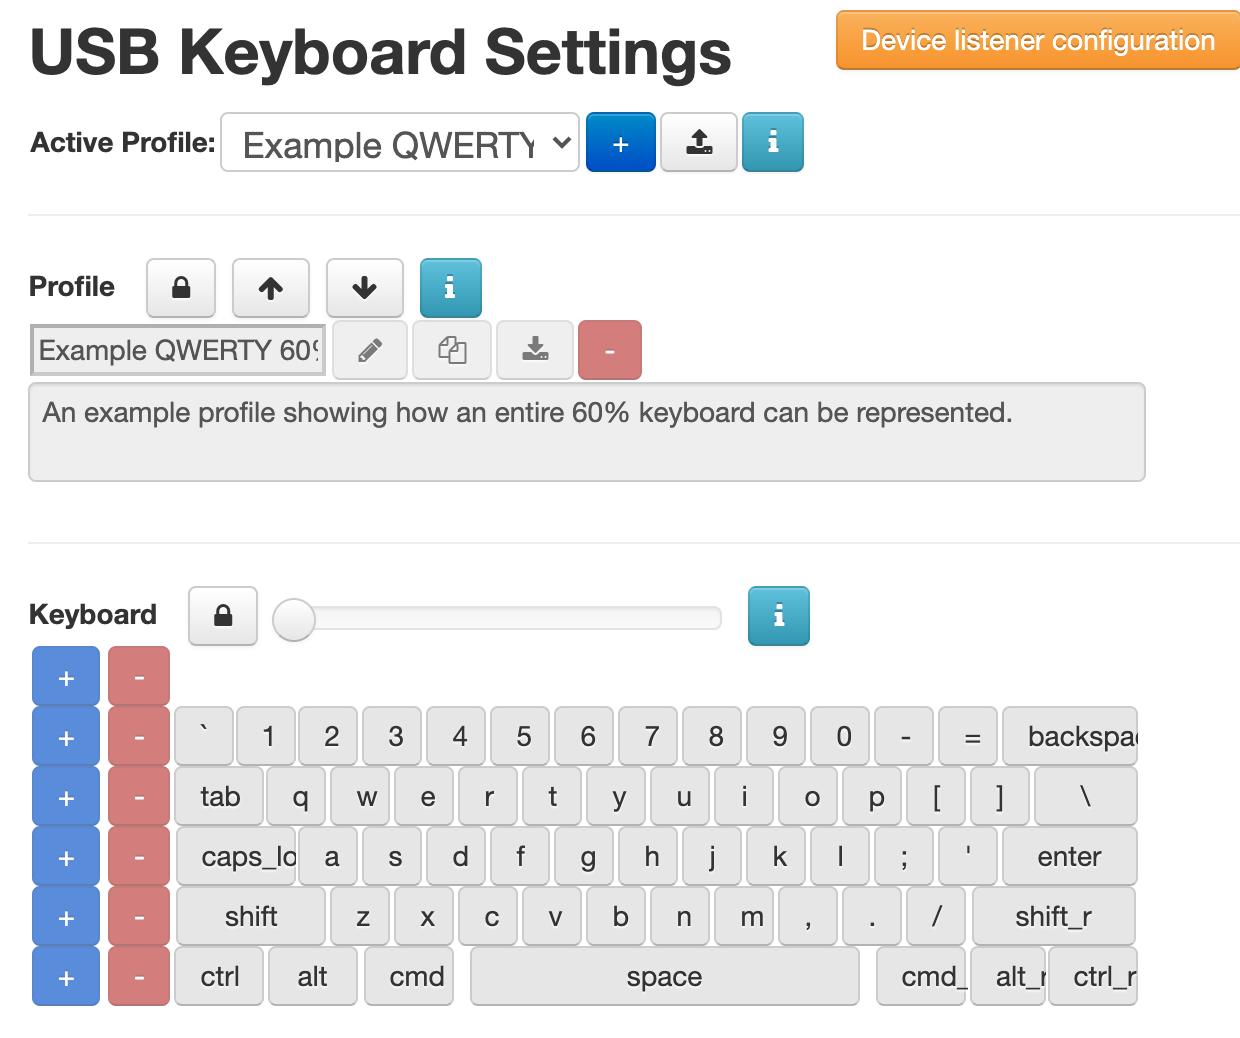 USB Keyboard Settings
Device listener configuration
Active Profile: Example QWERTY + i
Profile i
Example QWERTY 60% -
An example profile showing how an entire 60% keyboard can be represented.
Keyboard i
+ -
+ - ` 1 2 3 4 5 6 7 8 9 0 - = backspac
+ - tab q w e r t y u i o p [ ] \
+ - caps_lo a s d f g h j k l ; ' enter
+ - shift z x c v b n m , . / shift_r
+ - ctrl alt cmd space cmd_ alt_r ctrl_r